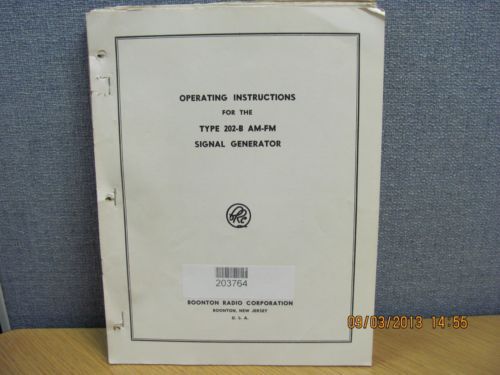 OPERATING INSTRUCTIONS
FOR THE
TYPE 202-B AM-FM
SIGNAL GENERATOR
BRC
203764
BOONTON RADIO CORPORATION
BOONTON, NEW JERSEY
U. S. A.
09/03/2013 14:55